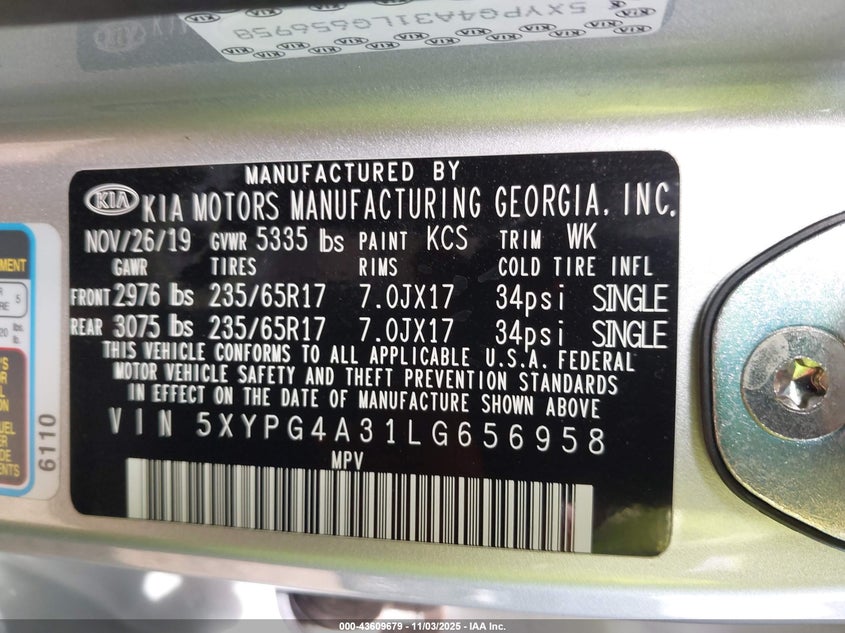 5XYPG4A31LG656958
MANUFACTURED BY
KIA KIA MOTORS MANUFACTURING GEORGIA, INC.
NOV/26/19 GVWR 5335 lbs PAINT KCS TRIM WK
GAWR TIRES RIMS COLD TIRE INFL
FRONT 2976 lbs 235/65R17 7.0JX17 34psi SINGLE
REAR 3075 lbs 235/65R17 7.0JX17 34psi SINGLE
THIS VEHICLE CONFORMS TO ALL APPLICABLE U.S.A. FEDERAL
MOTOR VEHICLE SAFETY AND THEFT PREVENTION STANDARDS
IN EFFECT ON THE DATE OF MANUFACTURE SHOWN ABOVE
VIN 5XYPG4A31LG656958
MPV
6110
000-43609679 - 11/03/2025 - IAA Inc.